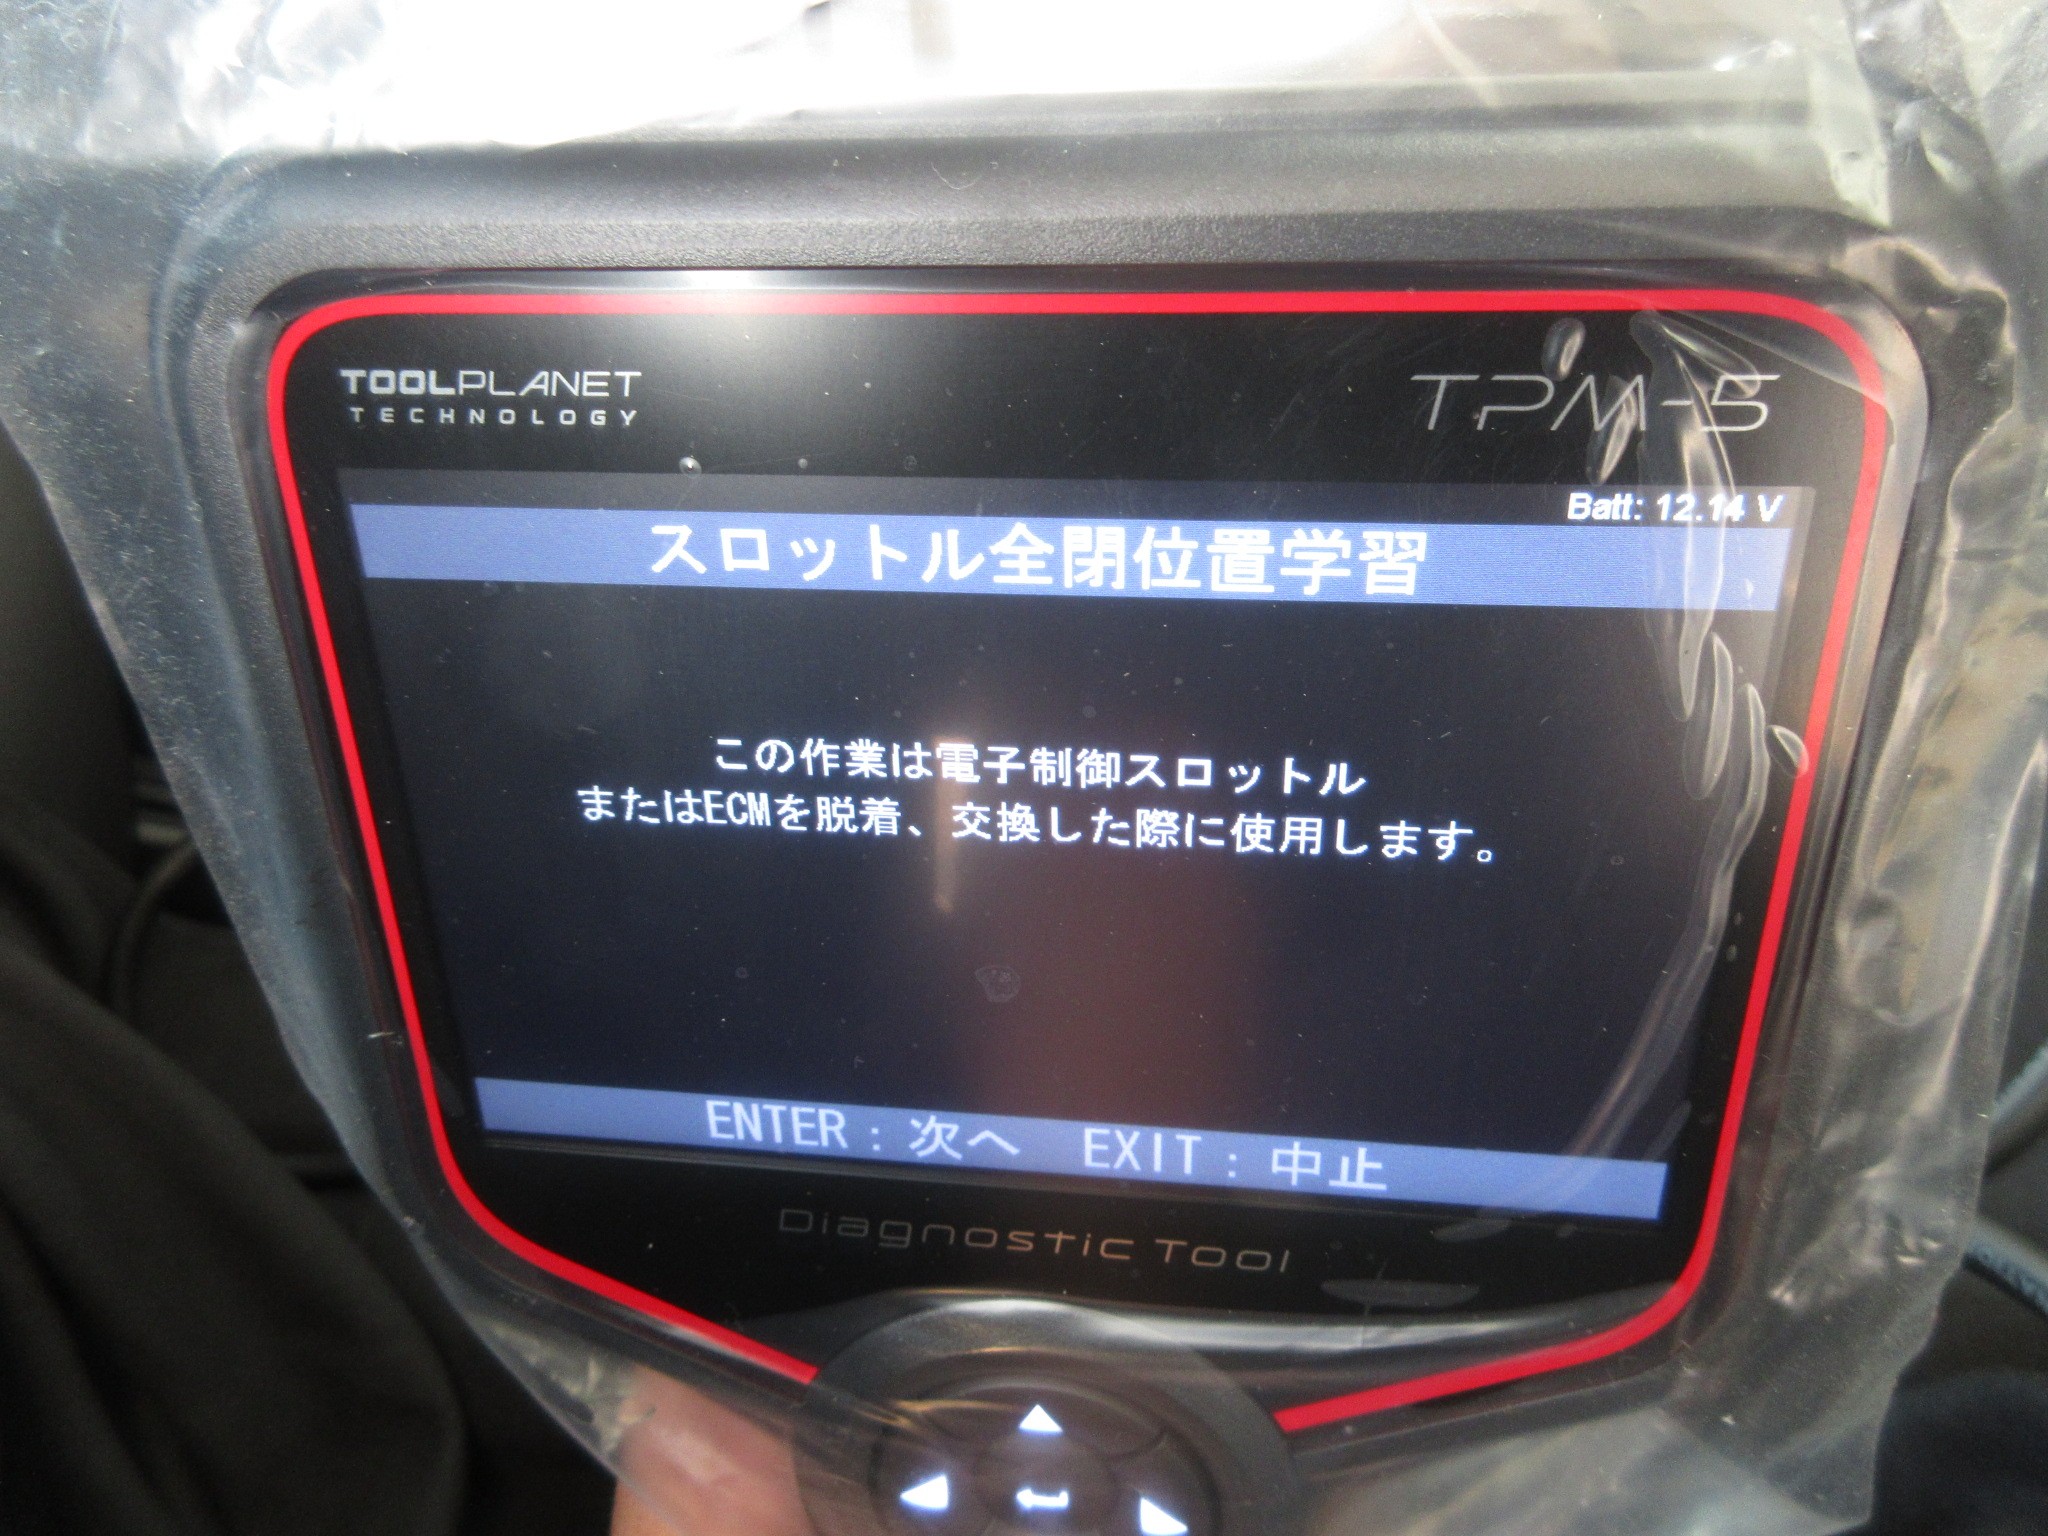 TOOLPLANET
TECHNOLOGY
TPM-5
Batt: 12.14 V
スロットル全閉位置学習
この作業は電子制御スロットル
またはECMを脱着、交換した際に使用します。
ENTER：次へ　EXIT：中止
Diagnostic Tool